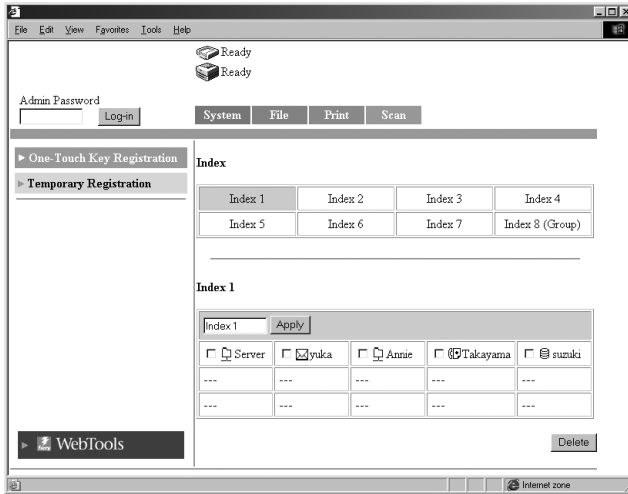 File Edit View Favorites Tools Help
Ready
Ready
Admin Password
Log-in
System File Print Scan
One-Touch Key Registration
Temporary Registration
Index
Index 1 Index 2 Index 3 Index 4
Index 5 Index 6 Index 7 Index 8 (Group)
Index 1
Index 1 Apply
Server yuka Annie Takayama suzuki
--- --- --- --- ---
--- --- --- --- ---
WebTools
Delete
Internet zone